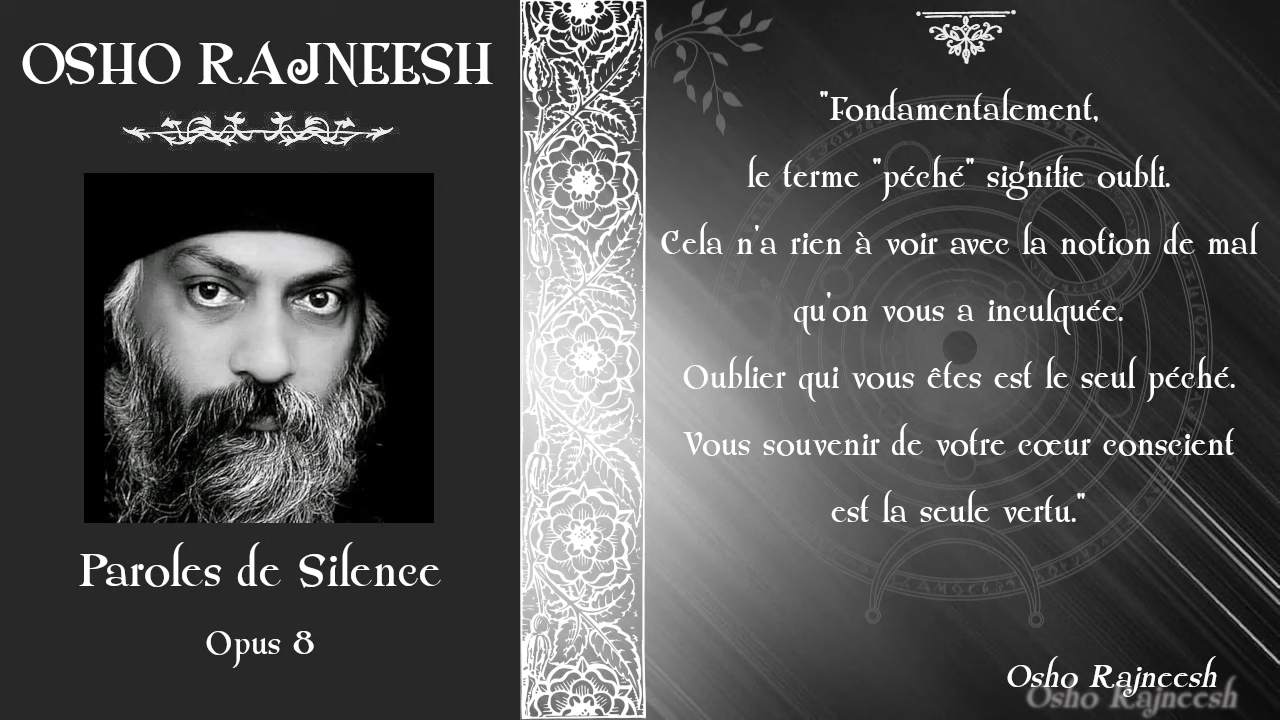 OSHO RAJNEESH
Paroles de Silence
Opus 8
"Fondamentalement,
le terme "péché" signifie oubli.
Cela n'a rien à voir avec la notion de mal
qu'on vous a inculquée.
Oublier qui vous êtes est le seul péché.
Vous souvenir de votre cœur conscient
est la seule vertu."
Osho Rajneesh
Osho Rajneesh